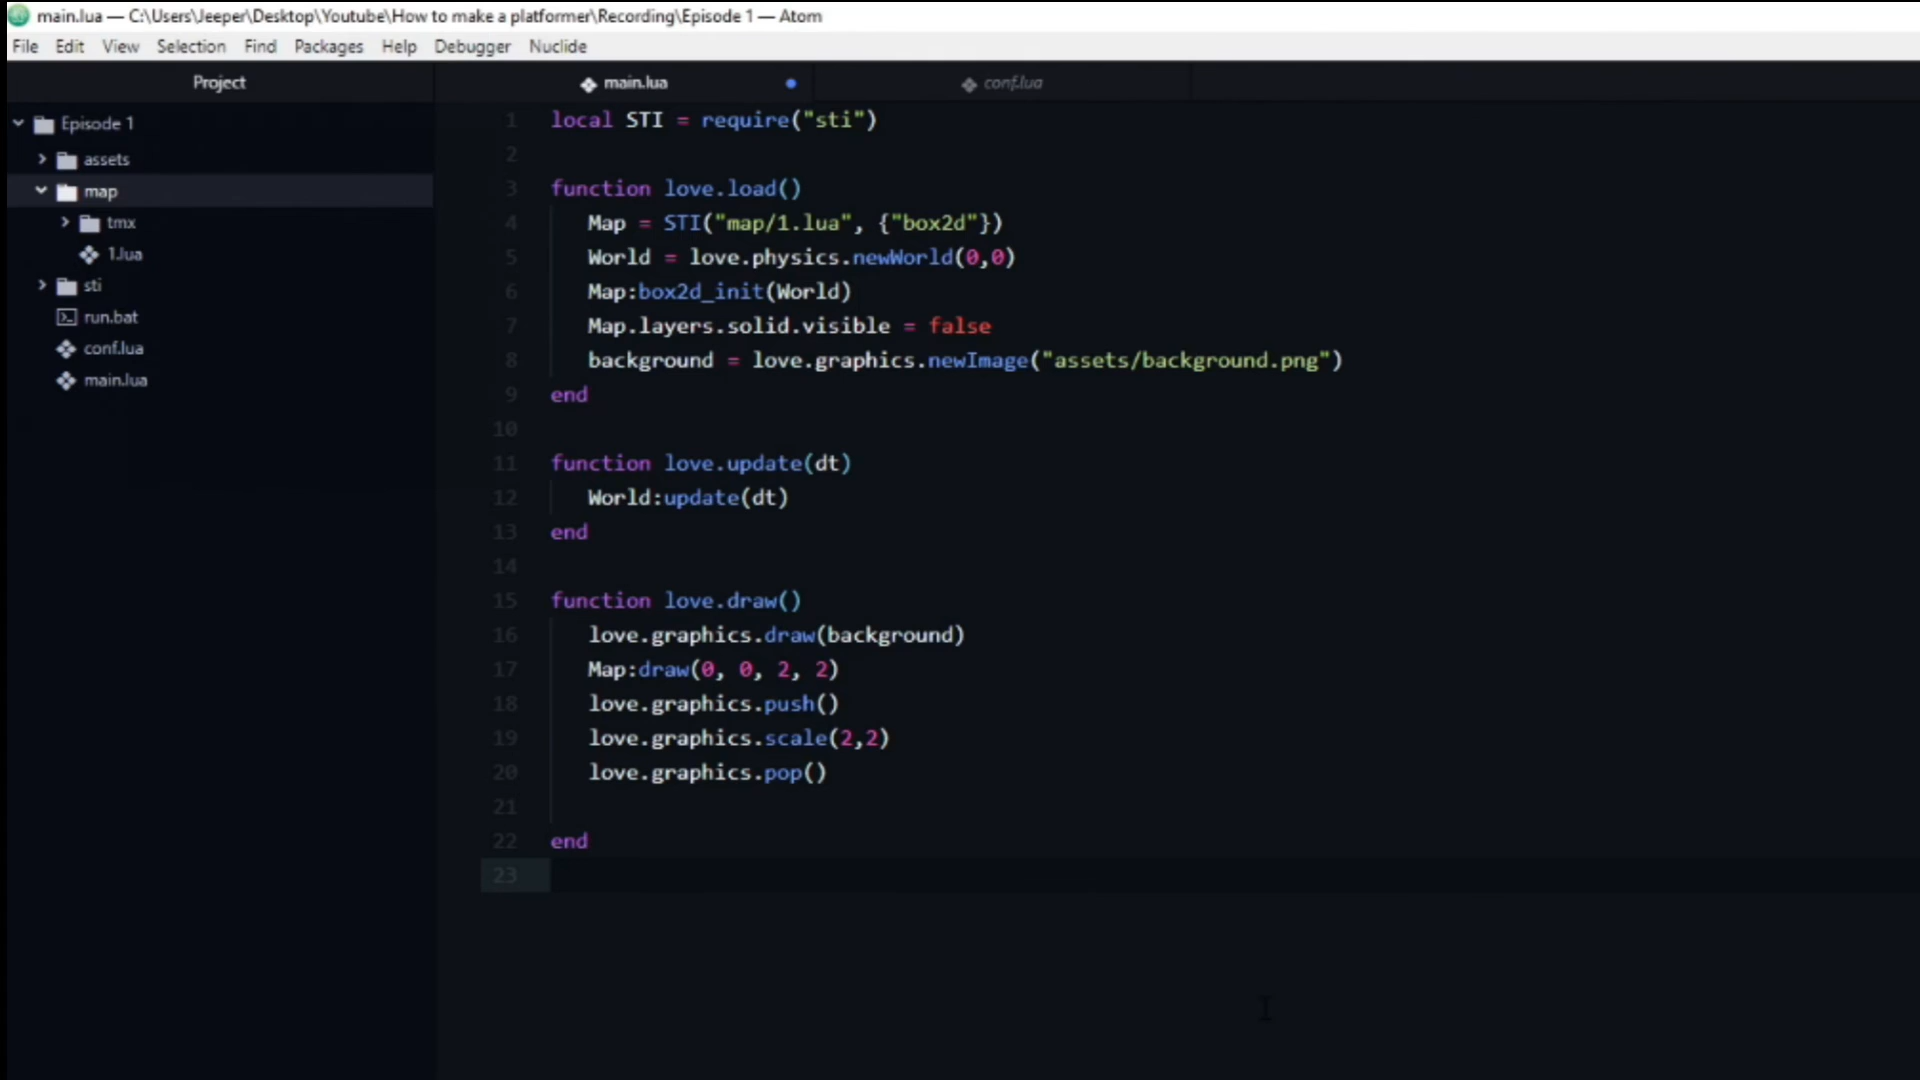 main.lua — C:\Users\Jeeper\Desktop\Youtube\How to make a platformer\Recording\Episode 1 — Atom
File Edit View Selection Find Packages Help Debugger Nuclide
Project
Episode 1
assets
map
tmx
1.lua
sti
run.bat
conf.lua
main.lua
main.lua
conf.lua
1 local STI = require("sti")
2
3 function love.load()
4 Map = STI("map/1.lua", {"box2d"})
5 World = love.physics.newWorld(0,0)
6 Map:box2d_init(World)
7 Map.layers.solid.visible = false
8 background = love.graphics.newImage("assets/background.png")
9 end
10
11 function love.update(dt)
12 World:update(dt)
13 end
14
15 function love.draw()
16 love.graphics.draw(background)
17 Map:draw(0, 0, 2, 2)
18 love.graphics.push()
19 love.graphics.scale(2,2)
20 love.graphics.pop()
21
22 end
23